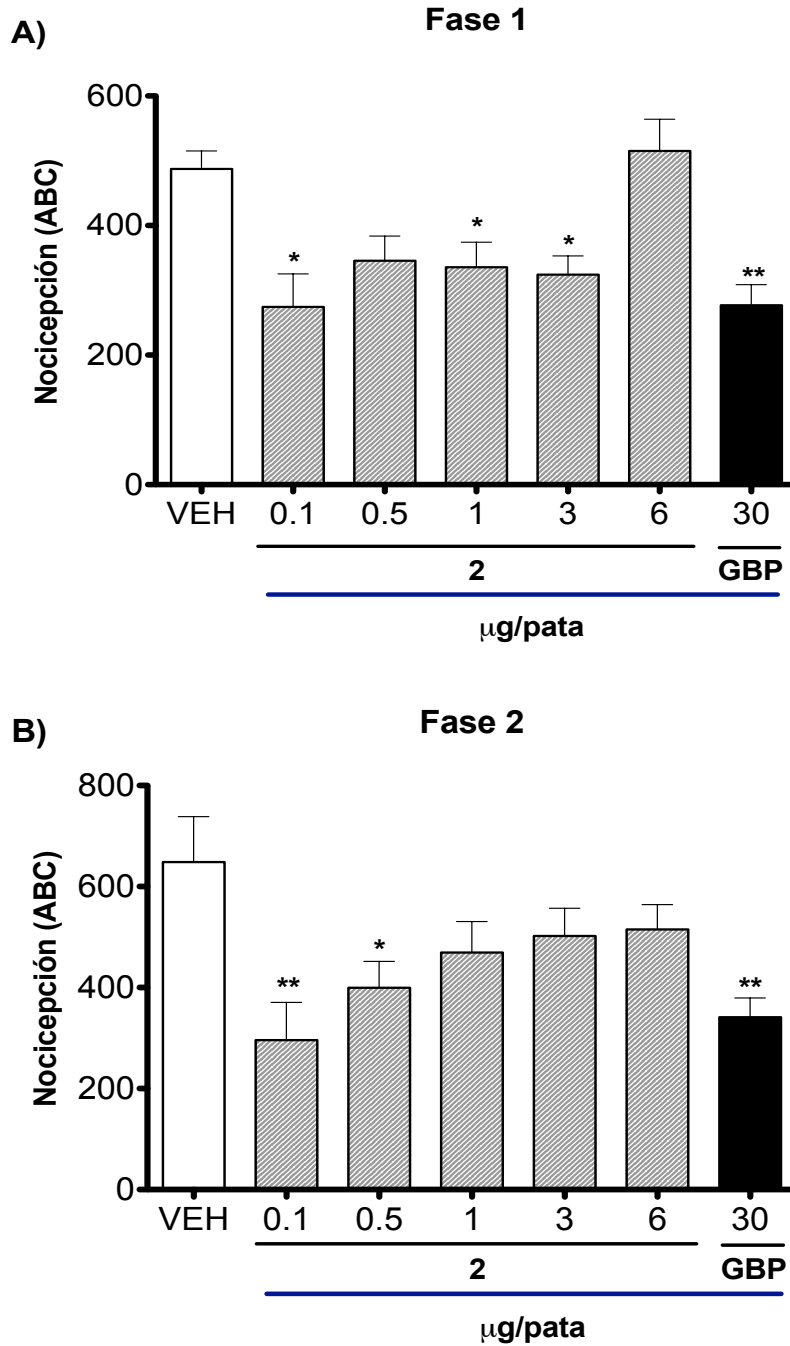 A)
Fase 1
Nocicepción (ABC)
600
400
200
0
* * * **
VEH 0.1 0.5 1 3 6 30
2 GBP
μg/pata
B)
Fase 2
Nocicepción (ABC)
800
600
400
200
0
** * **
VEH 0.1 0.5 1 3 6 30
2 GBP
μg/pata